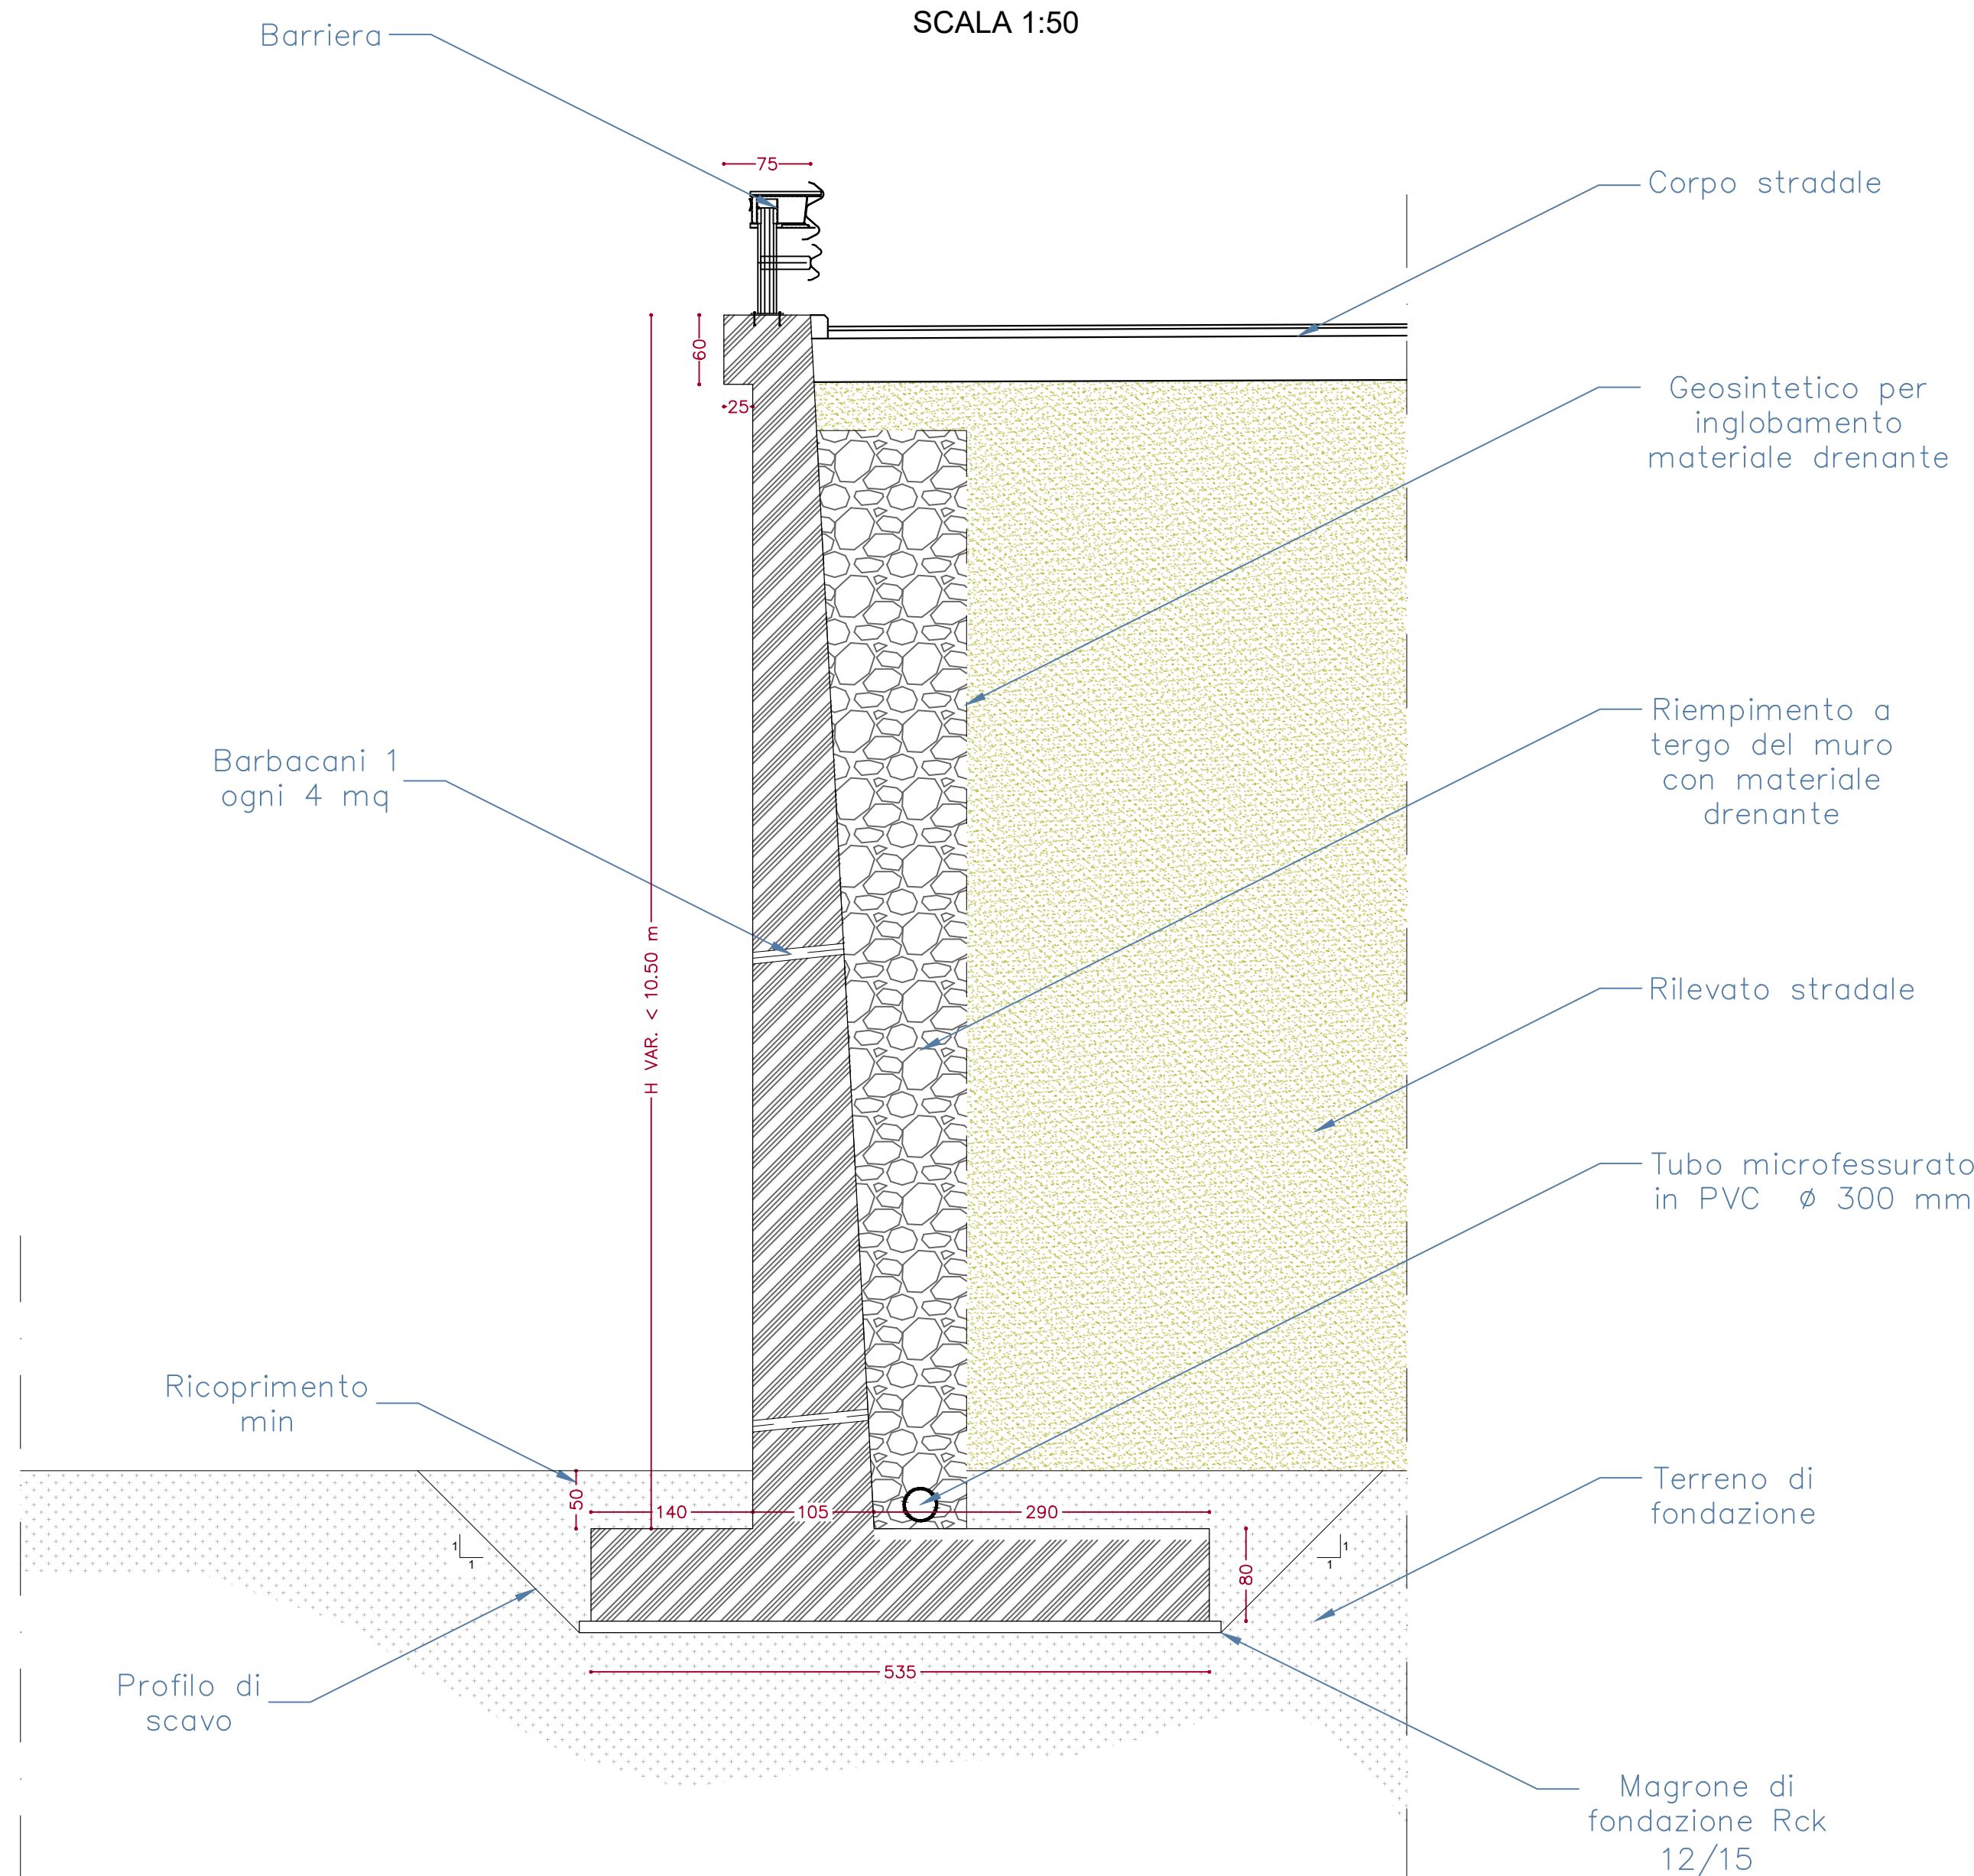 SCALA 1:50
Barriera
75
Corpo stradale
60
25
Geosintetico per
inglobamento
materiale drenante
Riempimento a
tergo del muro
con materiale
drenante
Barbacani 1
ogni 4 mq
H VAR. < 10.50 m
Rilevato stradale
Tubo microfessurato
in PVC ø 300 mm
Ricoprimento
min
50
140
105
290
Terreno di
fondazione
1
1
1
1
80
535
Profilo di
scavo
Magrone di
fondazione Rck
12/15